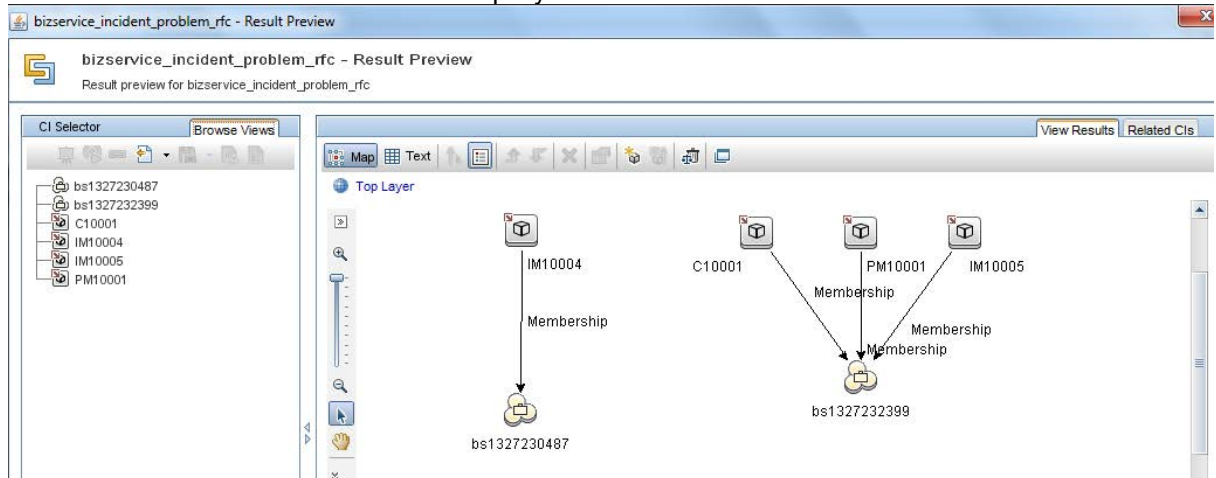 bizservice_incident_problem_rfc - Result Preview
bizservice_incident_problem_rfc - Result Preview
Result preview for bizservice_incident_problem_rfc
CI Selector
Browse Views
View Results
Related CIs
Map
Text
bs1327230487
bs1327232399
C10001
IM10004
IM10005
PM10001
Top Layer
IM10004
C10001
PM10001
IM10005
Membership
Membership
Membership
Membership
bs1327232399
bs1327230487